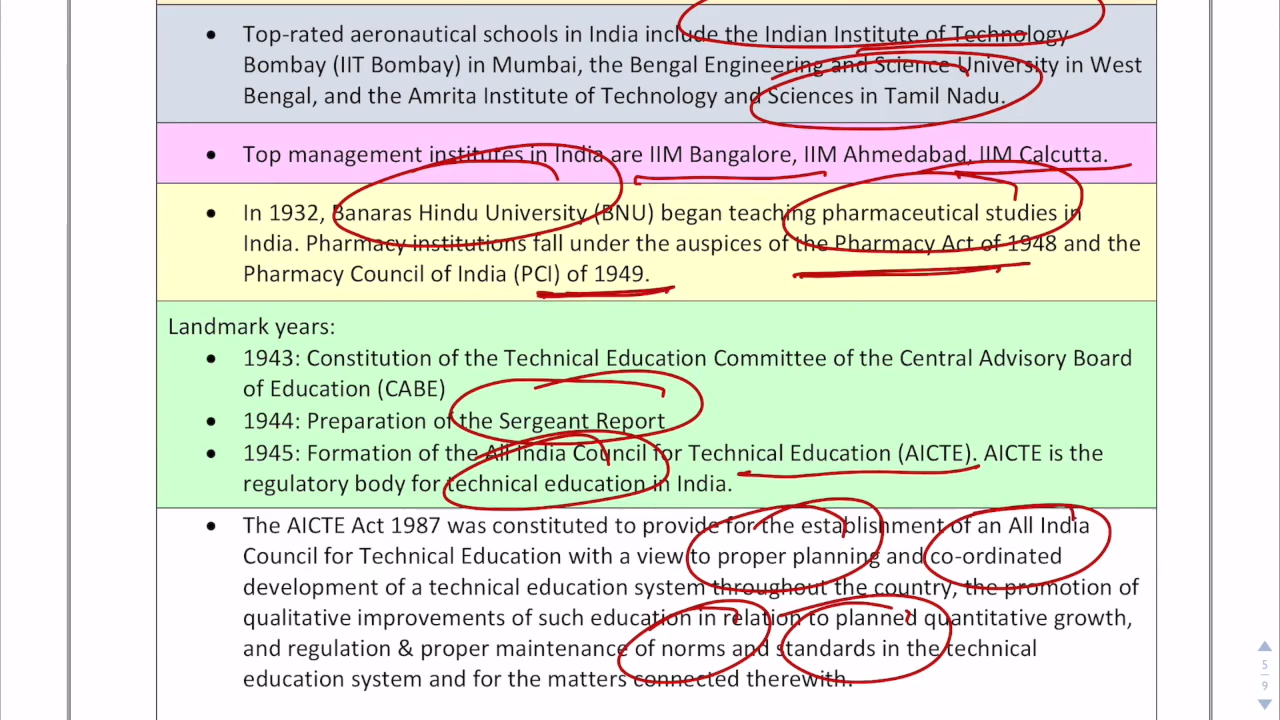 • Top-rated aeronautical schools in India include the Indian Institute of Technology
Bombay (IIT Bombay) in Mumbai, the Bengal Engineering and Science University in West
Bengal, and the Amrita Institute of Technology and Sciences in Tamil Nadu.
• Top management institutes in India are IIM Bangalore, IIM Ahmedabad, IIM Calcutta.
• In 1932, Banaras Hindu University (BNU) began teaching pharmaceutical studies in
India. Pharmacy institutions fall under the auspices of the Pharmacy Act of 1948 and the
Pharmacy Council of India (PCI) of 1949.
Landmark years:
• 1943: Constitution of the Technical Education Committee of the Central Advisory Board
of Education (CABE)
• 1944: Preparation of the Sergeant Report
• 1945: Formation of the All India Council for Technical Education (AICTE). AICTE is the
regulatory body for technical education in India.
• The AICTE Act 1987 was constituted to provide for the establishment of an All India
Council for Technical Education with a view to proper planning and co-ordinated
development of a technical education system throughout the country, the promotion of
qualitative improvements of such education in relation to planned quantitative growth,
and regulation & proper maintenance of norms and standards in the technical
education system and for the matters connected therewith.
5
9